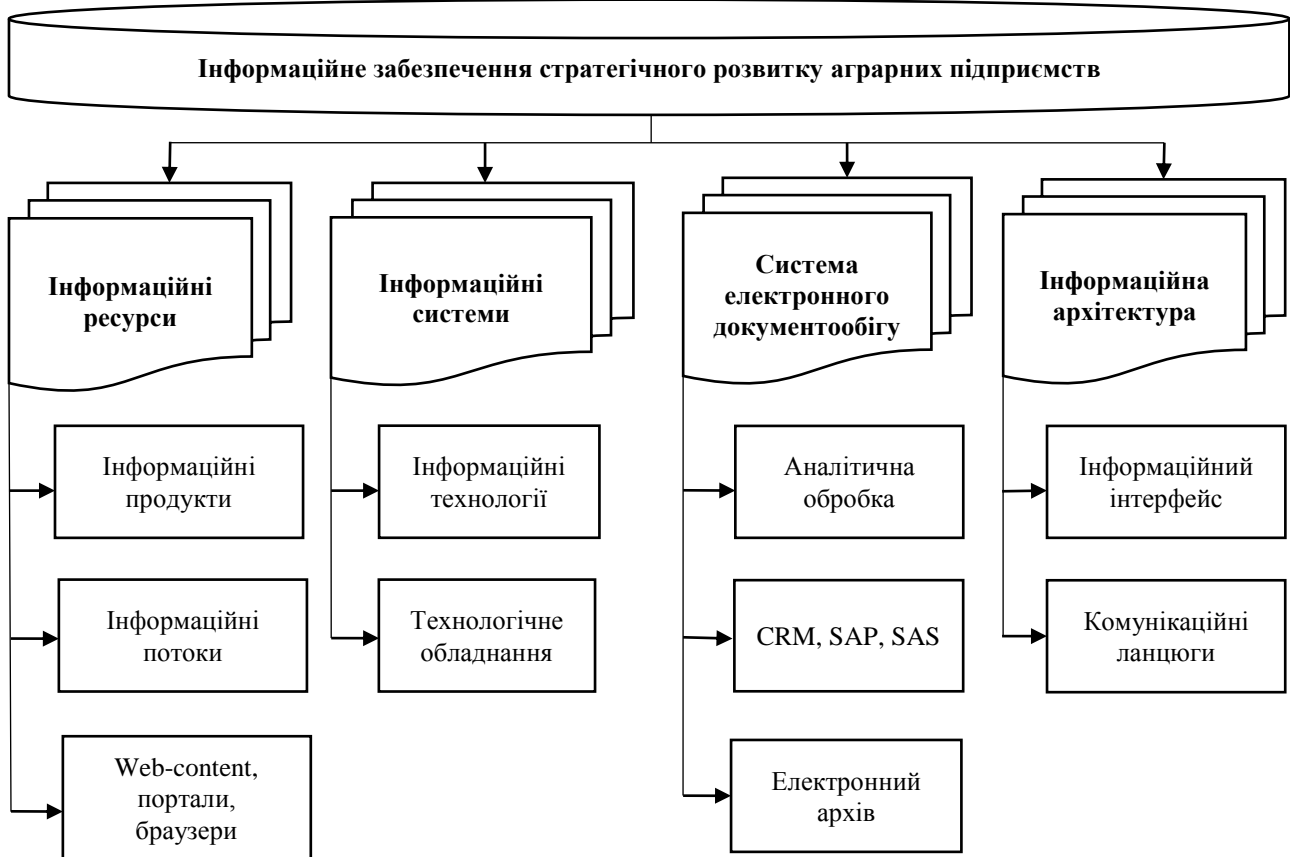 Інформаційне забезпечення стратегічного розвитку аграрних підприємств
Інформаційні
ресурси
Інформаційні
системи
Система
електронного
документообігу
Інформаційна
архітектура
Інформаційні
продукти
Інформаційні
технології
Аналітична
обробка
Інформаційний
інтерфейс
Інформаційні
потоки
Технологічне
обладнання
CRM, SAP, SAS
Комунікаційні
ланцюги
Web-content,
портали,
браузери
Електронний
архів